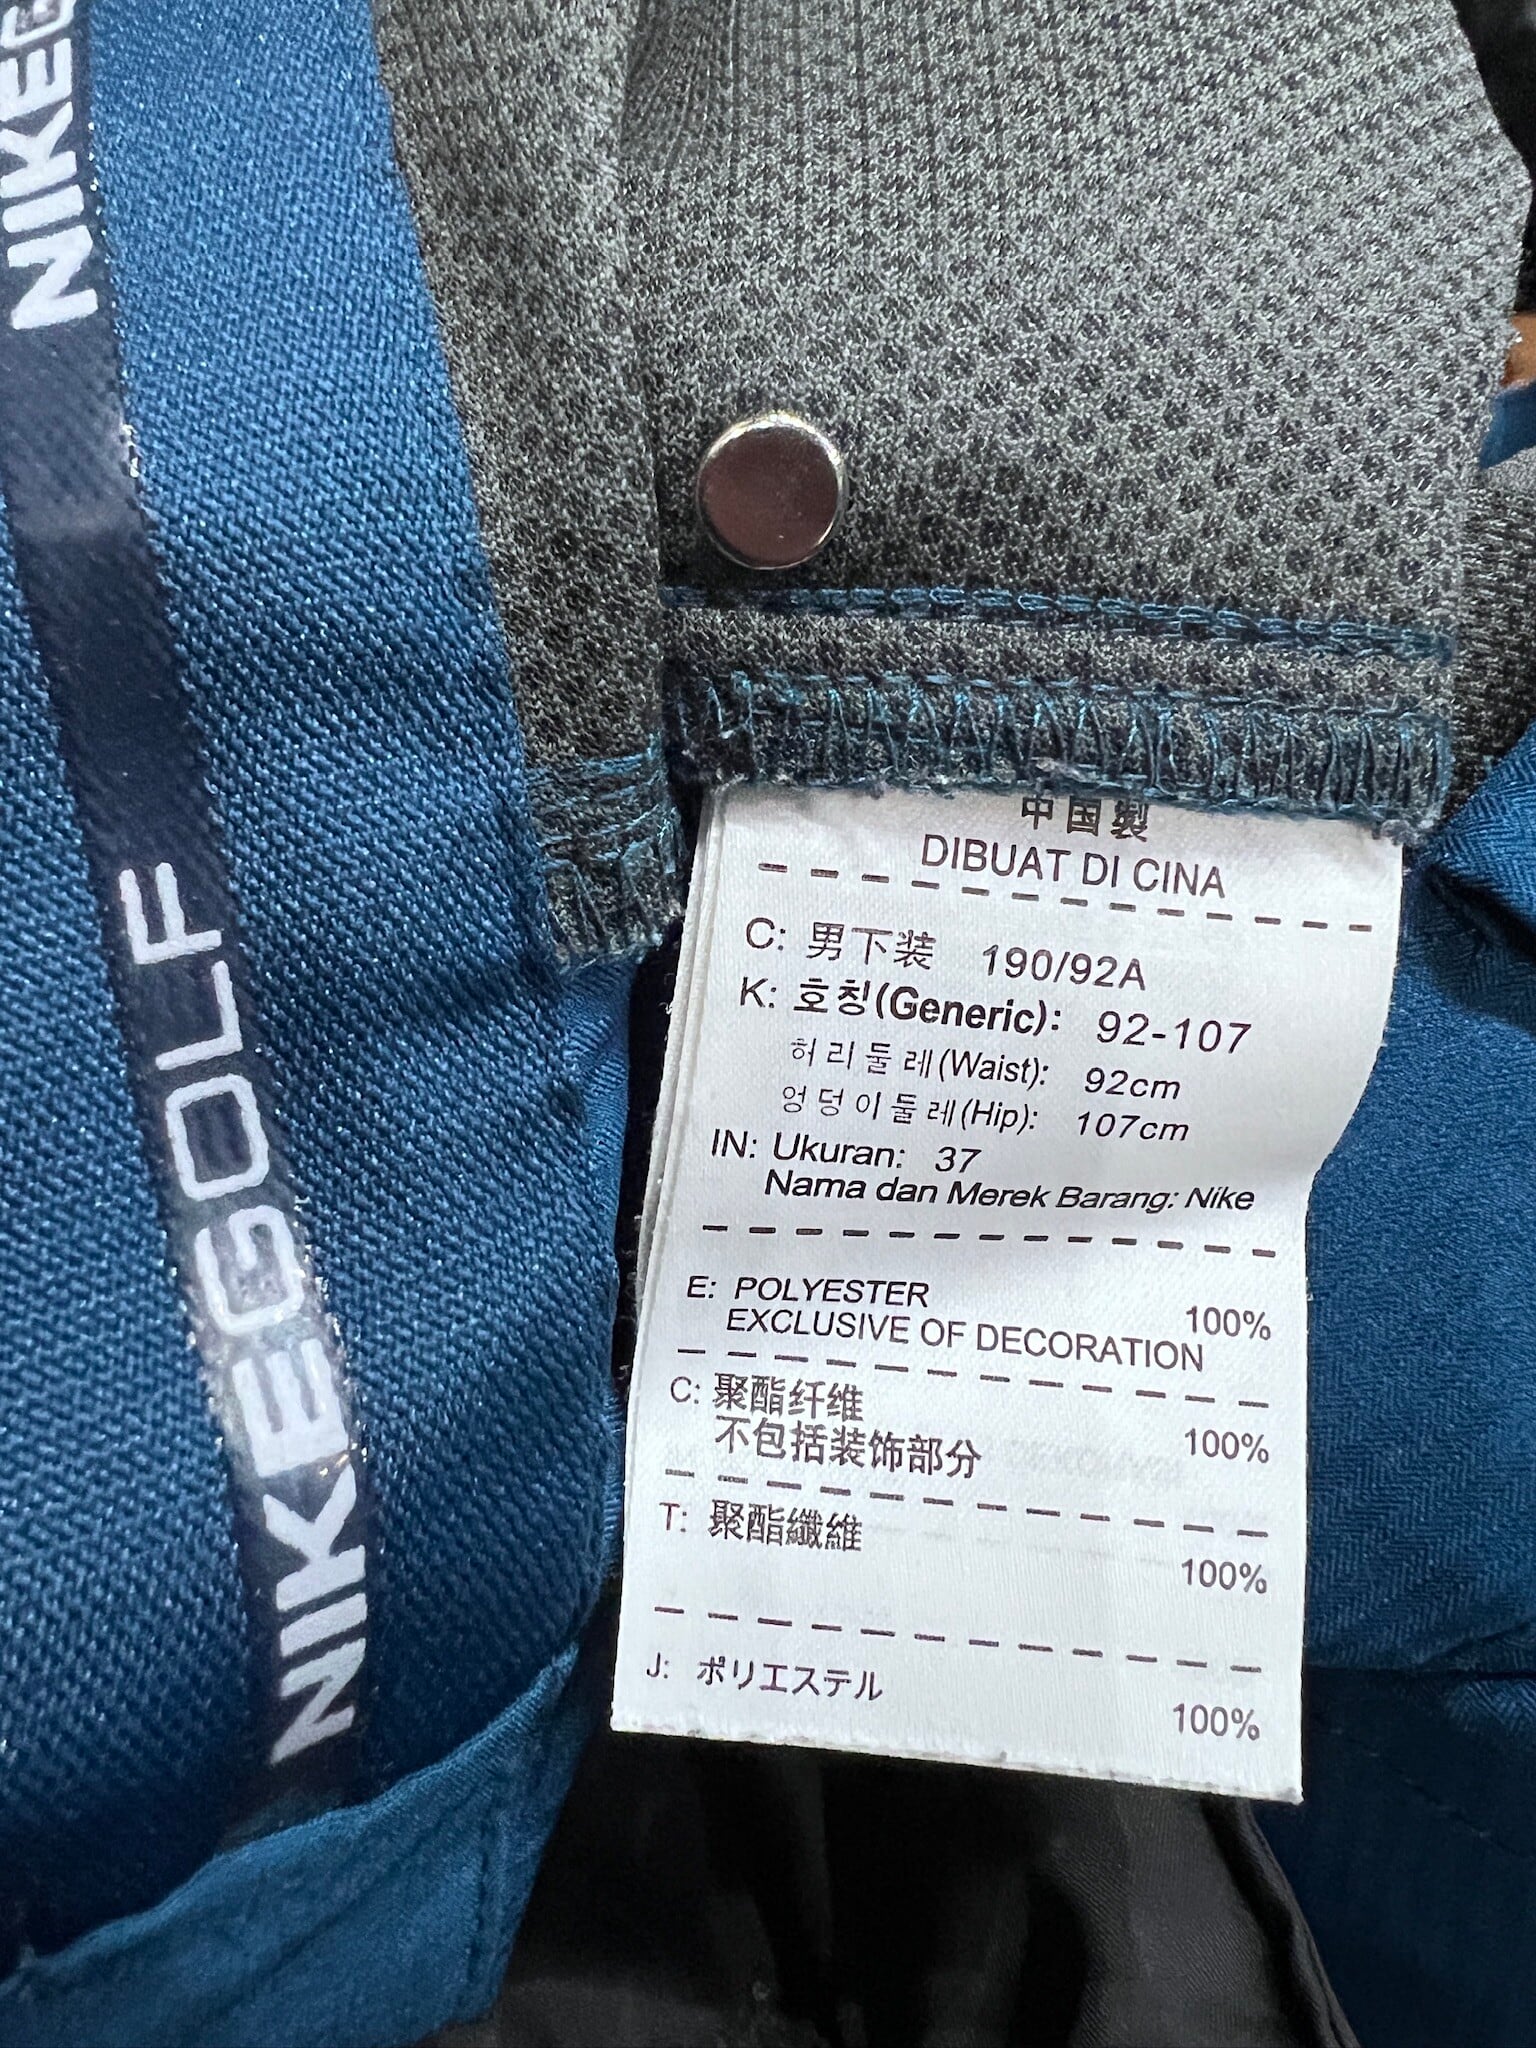 NIKEG
NIKEGOLF
中国製
DIBUAT DI CINA
C: 男下装 190/92A
K: 호칭(Generic): 92-107
허리둘레(Waist): 92cm
엉덩이둘레(Hip): 107cm
IN: Ukuran: 37
Nama dan Merek Barang: Nike
E: POLYESTER 100%
EXCLUSIVE OF DECORATION
C: 聚酯纤维 100%
不包括装饰部分
T: 聚酯纖維 100%
J: ポリエステル 100%